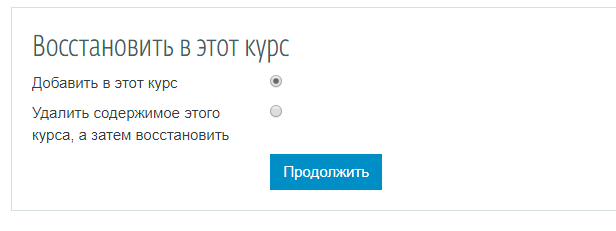 Восстановить в этот курс
Добавить в этот курс
Удалить содержимое этого
курса, а затем восстановить
Продолжить